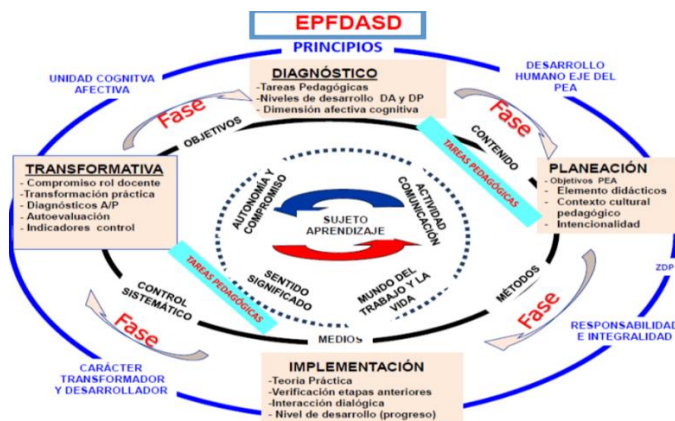 EPFDASD
PRINCIPIOS
UNIDAD COGNITVA
AFECTIVA
DESARROLLO
HUMANO EJE DEL
PEA
DIAGNÓSTICO
- Tareas Pedagógicas
-Niveles de desarrollo DA y DP
- Dimensión afectiva cognitiva
Fase
Fase
OBJETIVOS
CONTENIDO
TAREAS PEDAGÓGICAS
TRANSFORMATIVA
- Compromiso rol docente
-Transformación práctica
- Diagnósticos A/P
- Autoevaluación
- Indicadores control
PLANEACIÓN
-Objetivos PEA
- Elemento didácticos
- Contexto cultural
pedagógico
- Intencionalidad
AUTONOMÍA Y
COMPROMISO
ACTIVIDAD
COMUNICACIÓN
SUJETO
APRENDIZAJE
SENTIDO
SIGNIFICADO
MUNDO DEL
TRABAJO Y LA
VIDA
TAREAS PEDAGÓGICAS
CONTROL
SISTEMÁTICO
MÉTODOS
MEDIOS
ZDP
Fase
Fase
RESPONSABILIDAD
E INTEGRALIDAD
CARÁCTER
TRANSFORMADOR
Y DESARROLLADOR
IMPLEMENTACIÓN
-Teoría Práctica
-Verificación etapas anteriores
-Interacción dialógica
- Nivel de desarrollo (progreso)